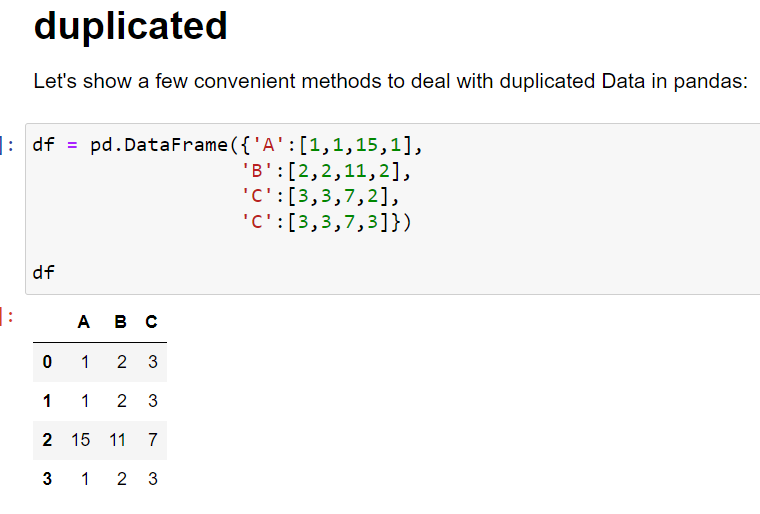 duplicated
Let's show a few convenient methods to deal with duplicated Data in pandas:
]: df = pd.DataFrame({'A':[1,1,15,1],
'B':[2,2,11,2],
'C':[3,3,7,2],
'C':[3,3,7,3]})
df
]:
A B C
0 1 2 3
1 1 2 3
2 15 11 7
3 1 2 3